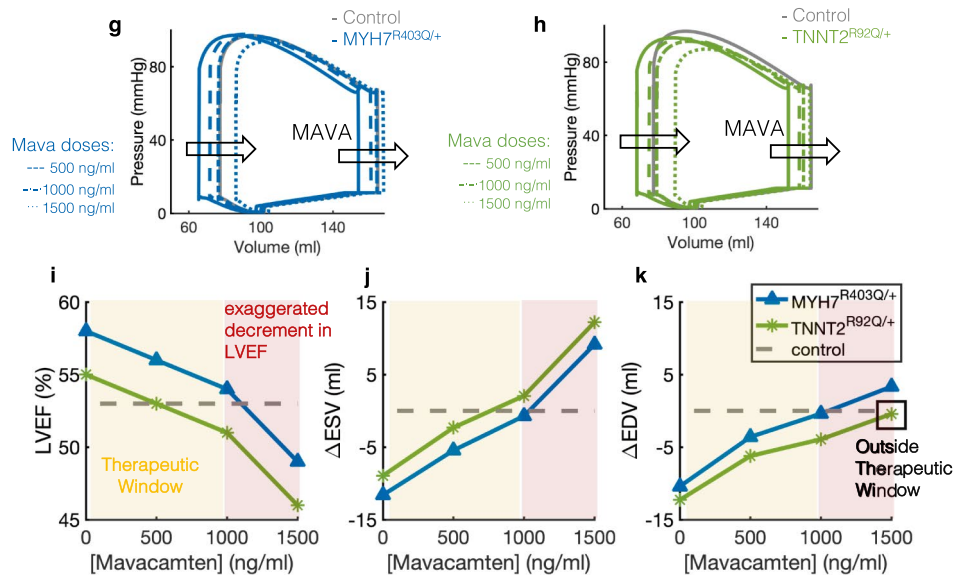 g
- Control
- MYH7R403Q/+
Pressure (mmHg)
80
40
0
60
100
140
Volume (ml)
MAVA
Mava doses:
--- 500 ng/ml
-·-· 1000 ng/ml
···· 1500 ng/ml
h
- Control
- TNNT2R92Q/+
Pressure (mmHg)
80
40
0
60
100
140
Volume (ml)
MAVA
Mava doses:
--- 500 ng/ml
-·-· 1000 ng/ml
···· 1500 ng/ml
i
60
55
50
45
LVEF (%)
exaggerated
decrement in
LVEF
Therapeutic
Window
0
500
1000
1500
[Mavacamten] (ng/ml)
j
15
5
-5
-15
ΔESV (ml)
0
500
1000
1500
[Mavacamten] (ng/ml)
k
15
5
-5
-15
ΔEDV (ml)
MYH7R403Q/+
TNNT2R92Q/+
control
Outside
Therapeutic
Window
0
500
1000
1500
[Mavacamten] (ng/ml)